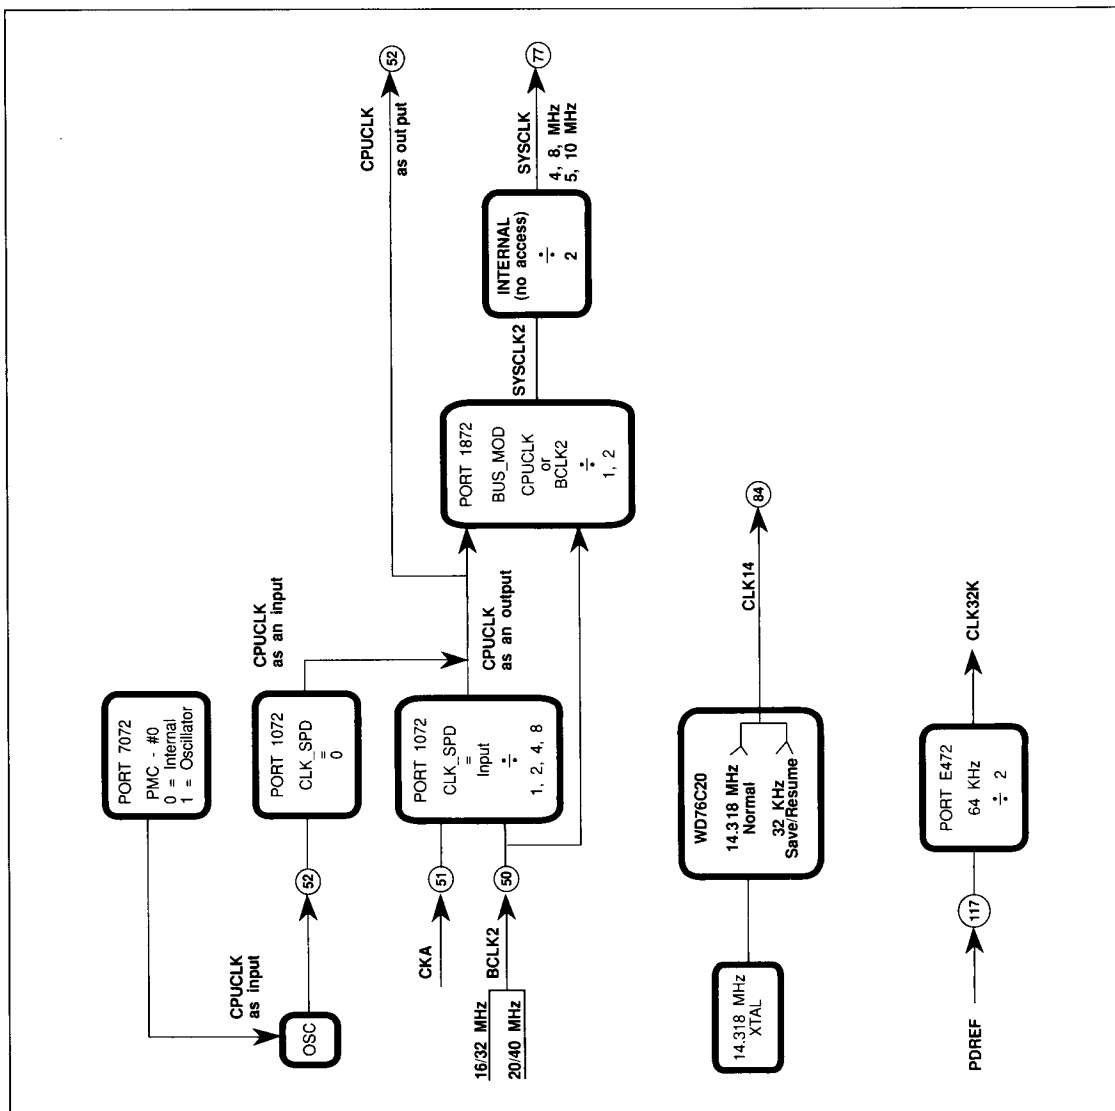 PORT 7072
PMC - #0
0 = Internal
1 = Oscillator
CPUCLK
as input
OSC
52
PORT 1072
CLK_SPD
=
0
CPUCLK
as an input
CKA
51
16/32 MHz
20/40 MHz
BCLK2
50
PORT 1072
CLK_SPD
=
Input
÷
1, 2, 4, 8
CPUCLK
as an output
CPUCLK
as output
52
PORT 1872
BUS_MOD
CPUCLK
or
BCLK2
÷
1, 2
SYSCLK2
INTERNAL
(no access)
÷
2
SYSCLK
4, 8, MHz
5, 10 MHz
77
14.318 MHz
XTAL
WD76C20
14.318 MHz
Normal
32 KHz
Save/Resume
CLK14
84
PDREF
117
PORT E472
64 KHz
÷ 2
CLK32K